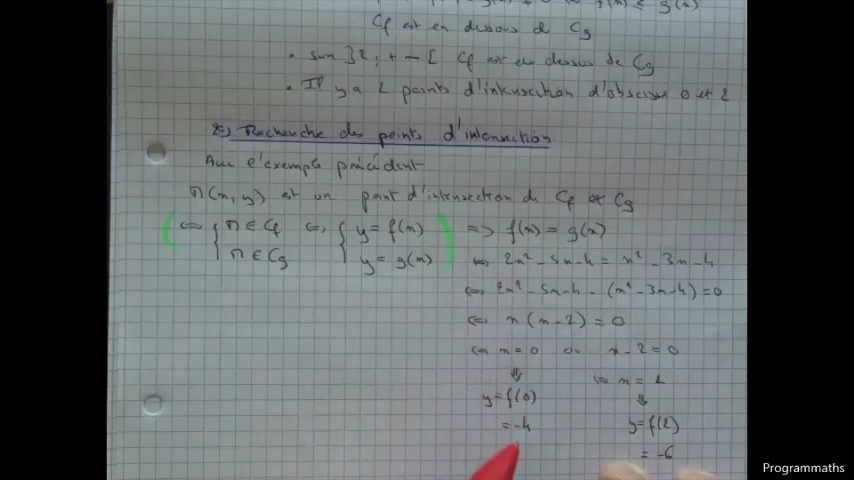 Cf est en dessous de Cg
• sur ]2 ; +∞[ Cf est au dessus de Cg
• Il y a 2 points d'intersection d'abscisse 0 et 2
2) Recherche des points d'intersection
Avec l'exemple précédent
M(x, y) est un point d'intersection de Cf et Cg
⇔ { M ∈ Cf ⇔ { y = f(x) => f(x) = g(x)
M ∈ Cg y = g(x) ⇔ 2x² - 5x - 4 = x² - 3x - 4
⇔ 2x² - 5x - 4 - (x² - 3x - 4) = 0
⇔ x(x - 2) = 0
⇔ x = 0 ou x - 2 = 0
⇔ x = 2
y = f(0)
= -4
y = f(2)
= -6
Programmaths